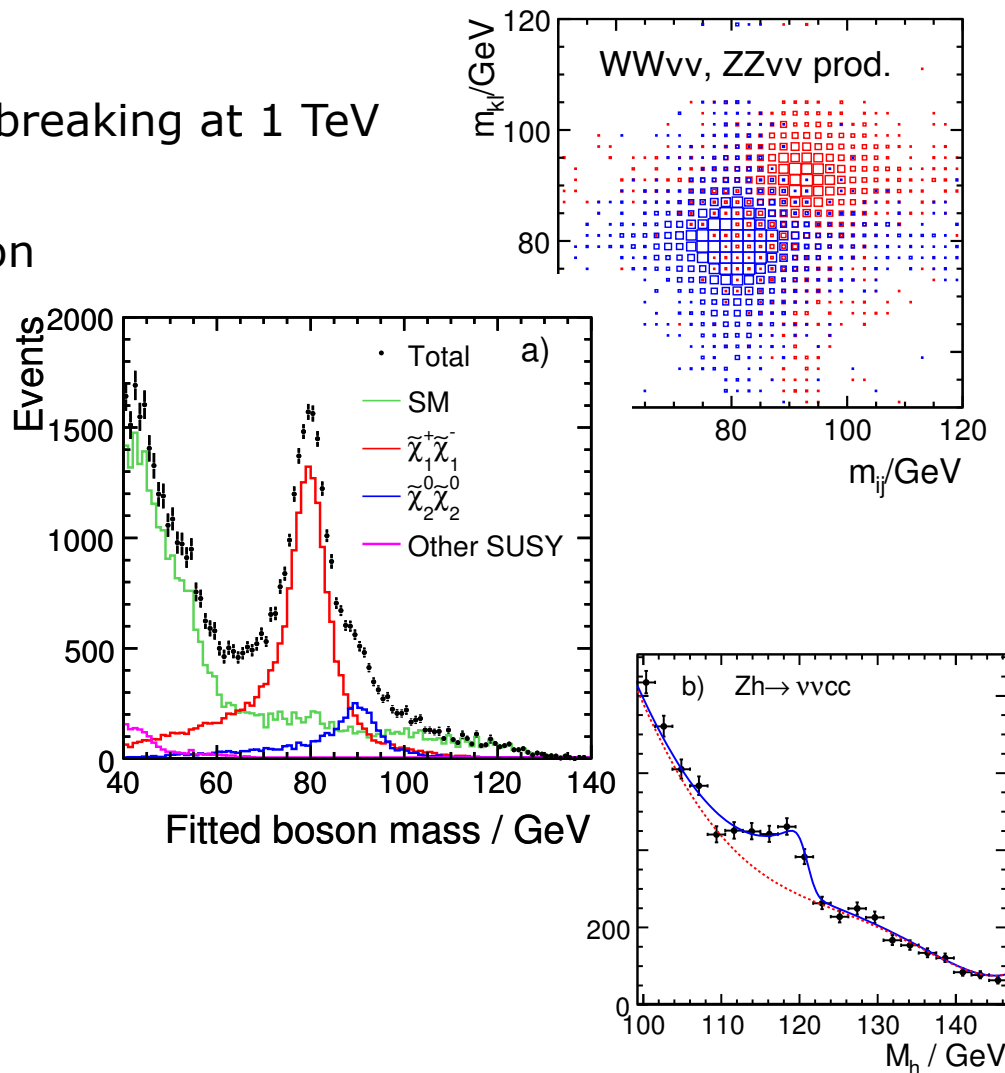 breaking at 1 TeV
on
120
100
80
m_kl/GeV
WWνν, ZZνν prod.
80
100
120
m_ij/GeV
2000
1500
1000
500
0
Events
a)
Total
SM
χ̃₁⁺χ̃₁⁻
χ̃₂⁰χ̃₂⁰
Other SUSY
40
60
80
100
120
140
Fitted boson mass / GeV
b) Zh→ ννcc
200
0
100
110
120
130
140
M_h / GeV